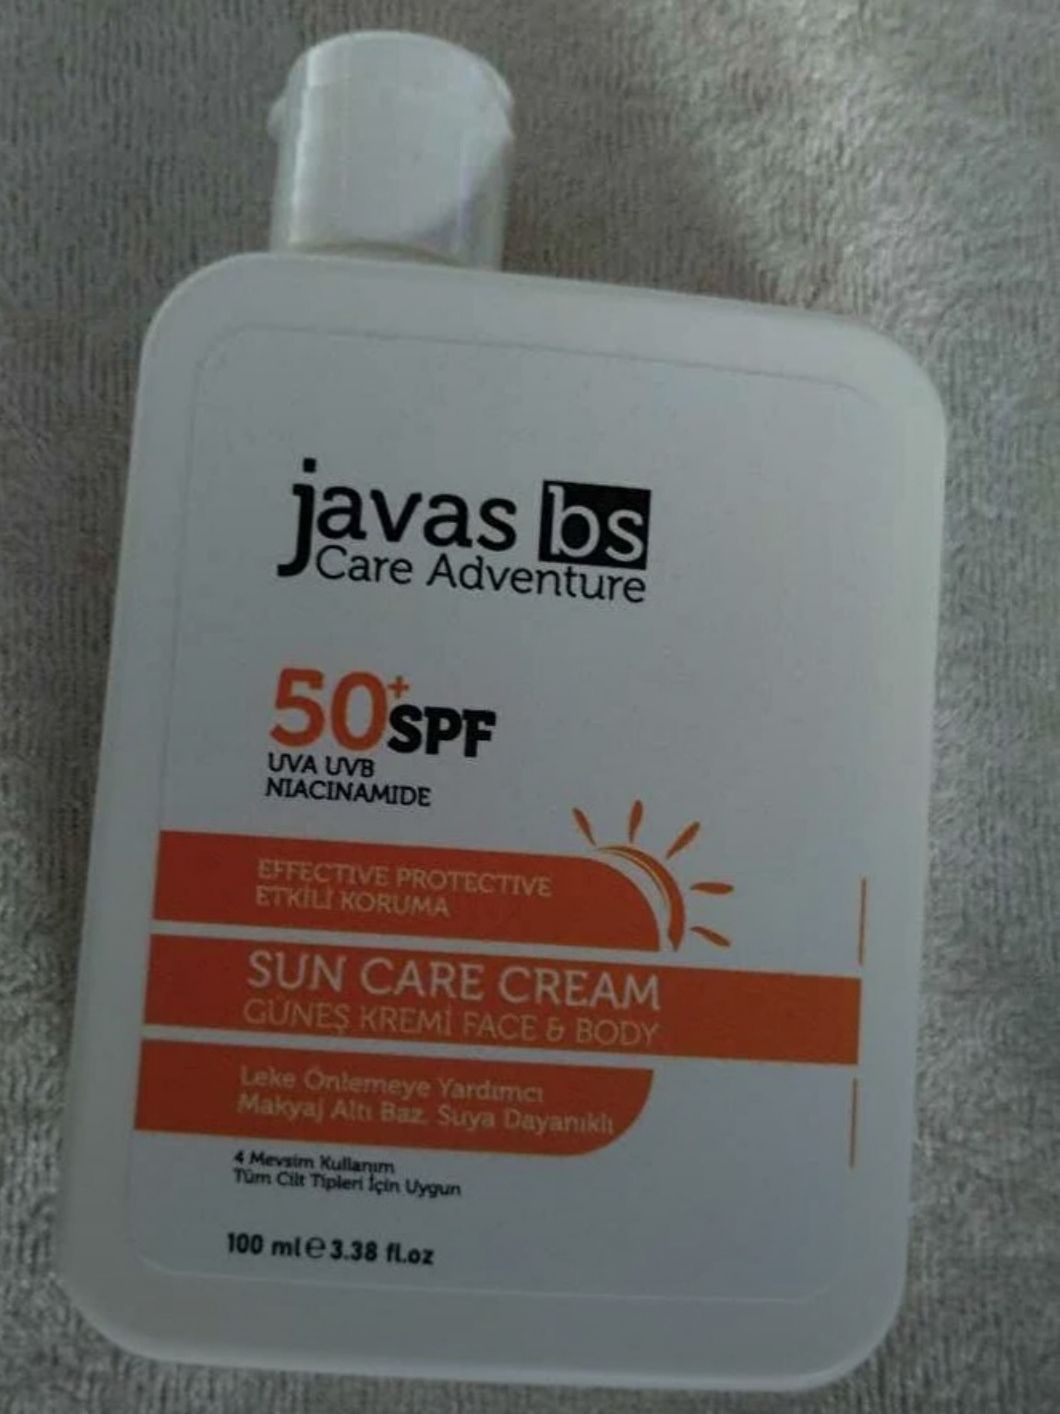 javas bs
Care Adventure
50+ SPF
UVA UVB
NIACINAMIDE
EFFECTIVE PROTECTIVE
ETKİLİ KORUMA
SUN CARE CREAM
GÜNEŞ KREMİ FACE & BODY
Leke Önlemeye Yardımcı
Makyaj Altı Baz. Suya Dayanıklı
4 Mevsim Kullanım
Tüm Cilt Tipleri İçin Uygun
100 ml e 3.38 fl.oz